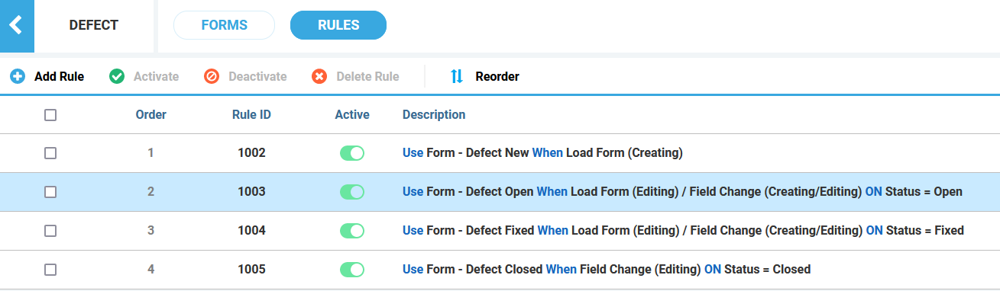 DEFECT FORMS RULES
Add Rule Activate Deactivate Delete Rule Reorder
Order Rule ID Active Description
1 1002 Use Form - Defect New When Load Form (Creating)
2 1003 Use Form - Defect Open When Load Form (Editing) / Field Change (Creating/Editing) ON Status = Open
3 1004 Use Form - Defect Fixed When Load Form (Editing) / Field Change (Creating/Editing) ON Status = Fixed
4 1005 Use Form - Defect Closed When Field Change (Editing) ON Status = Closed